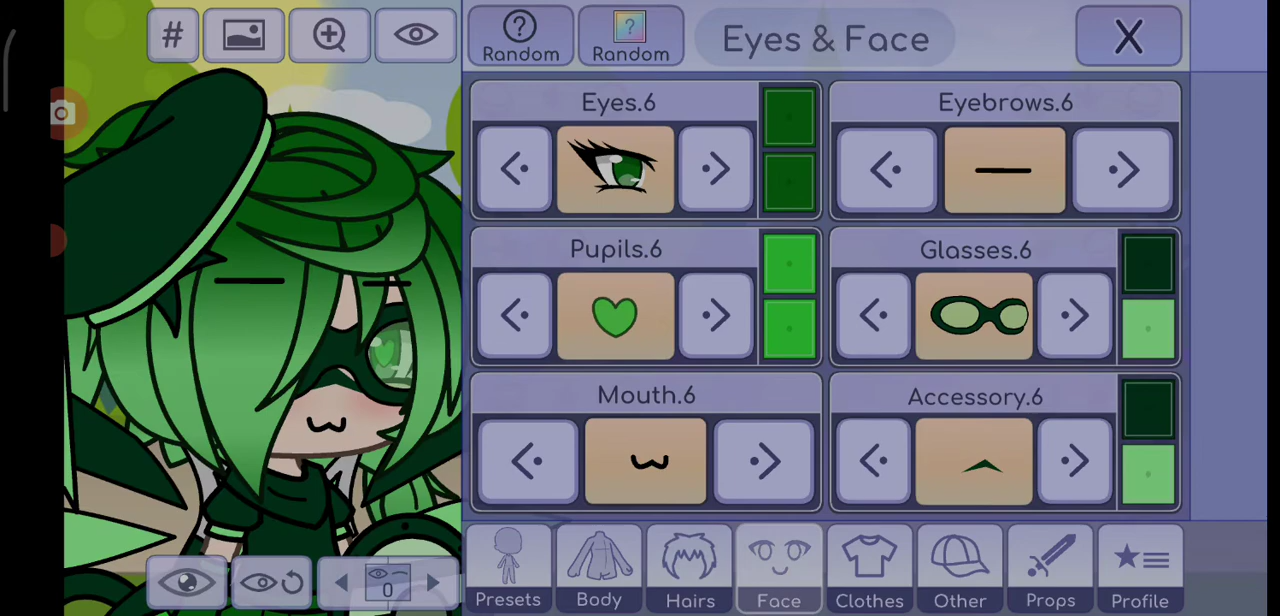 #
? Random
? Random
Eyes & Face
X
Eyes.6
Eyebrows.6
Pupils.6
Glasses.6
Mouth.6
Accessory.6
0
Presets
Body
Hairs
Face
Clothes
Other
Props
Profile